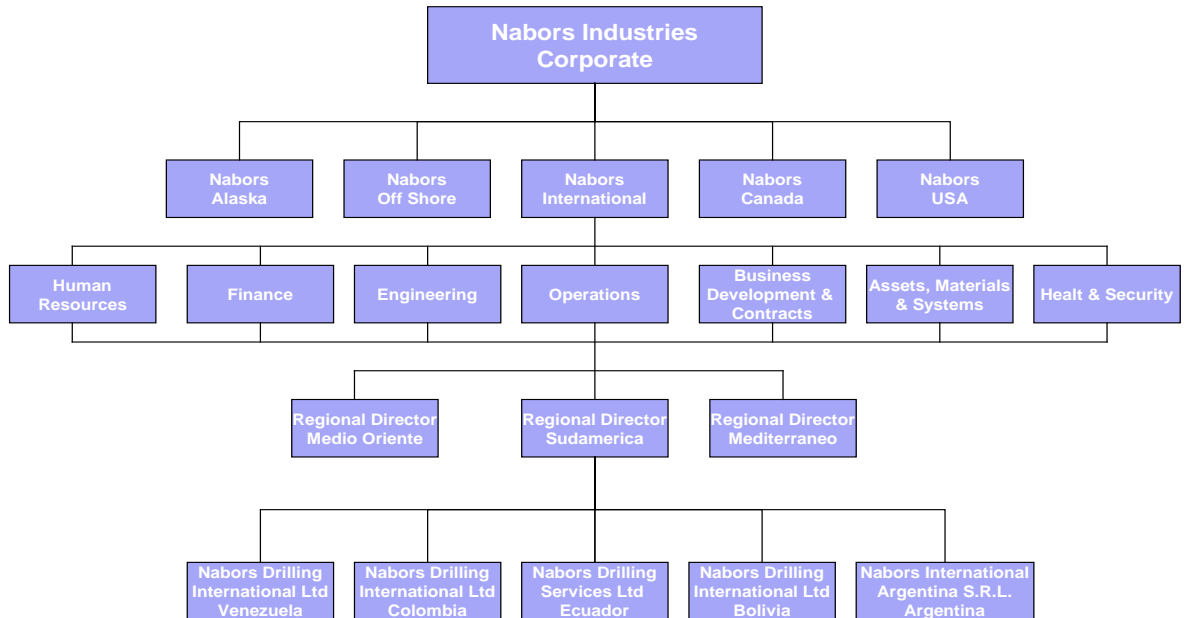 Nabors Industries
Corporate
Nabors
Alaska
Nabors
Off Shore
Nabors
International
Nabors
Canada
Nabors
USA
Human
Resources
Finance
Engineering
Operations
Business
Development &
Contracts
Assets, Materials
& Systems
Healt & Security
Regional Director
Medio Oriente
Regional Director
Sudamerica
Regional Director
Mediterraneo
Nabors Drilling
International Ltd
Venezuela
Nabors Drilling
International Ltd
Colombia
Nabors Drilling
Services Ltd
Ecuador
Nabors Drilling
International Ltd
Bolivia
Nabors International
Argentina S.R.L.
Argentina